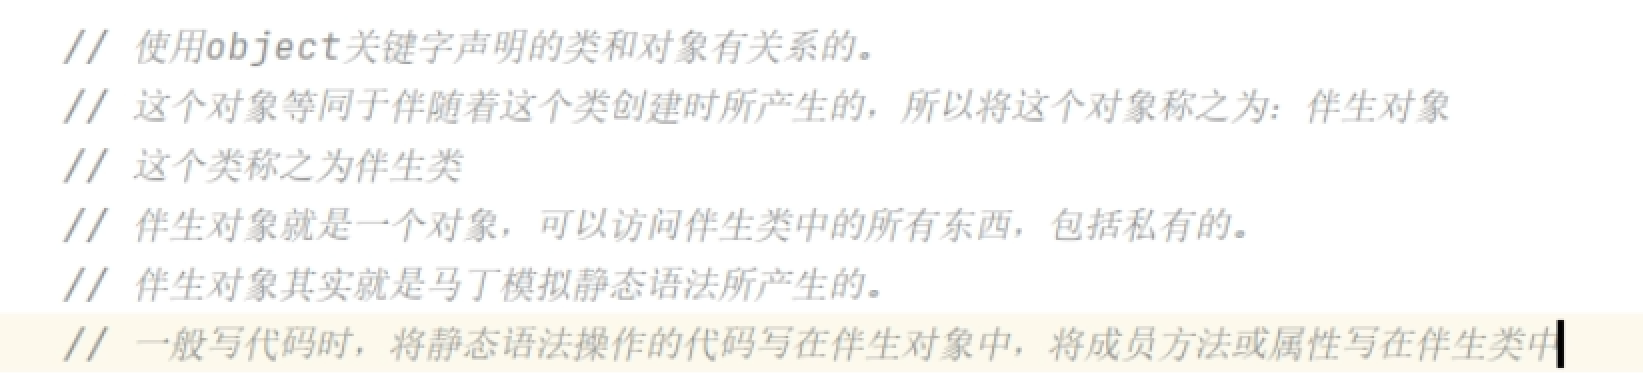 // 使用object关键字声明的类和对象有关系的。
// 这个对象等同于伴随着这个类创建时所产生的，所以将这个对象称之为：伴生对象
// 这个类称之为伴生类
// 伴生对象就是一个对象，可以访问伴生类中的所有东西，包括私有的。
// 伴生对象其实就是马丁模拟静态语法所产生的。
// 一般写代码时，将静态语法操作的代码写在伴生对象中，将成员方法或属性写在伴生类中